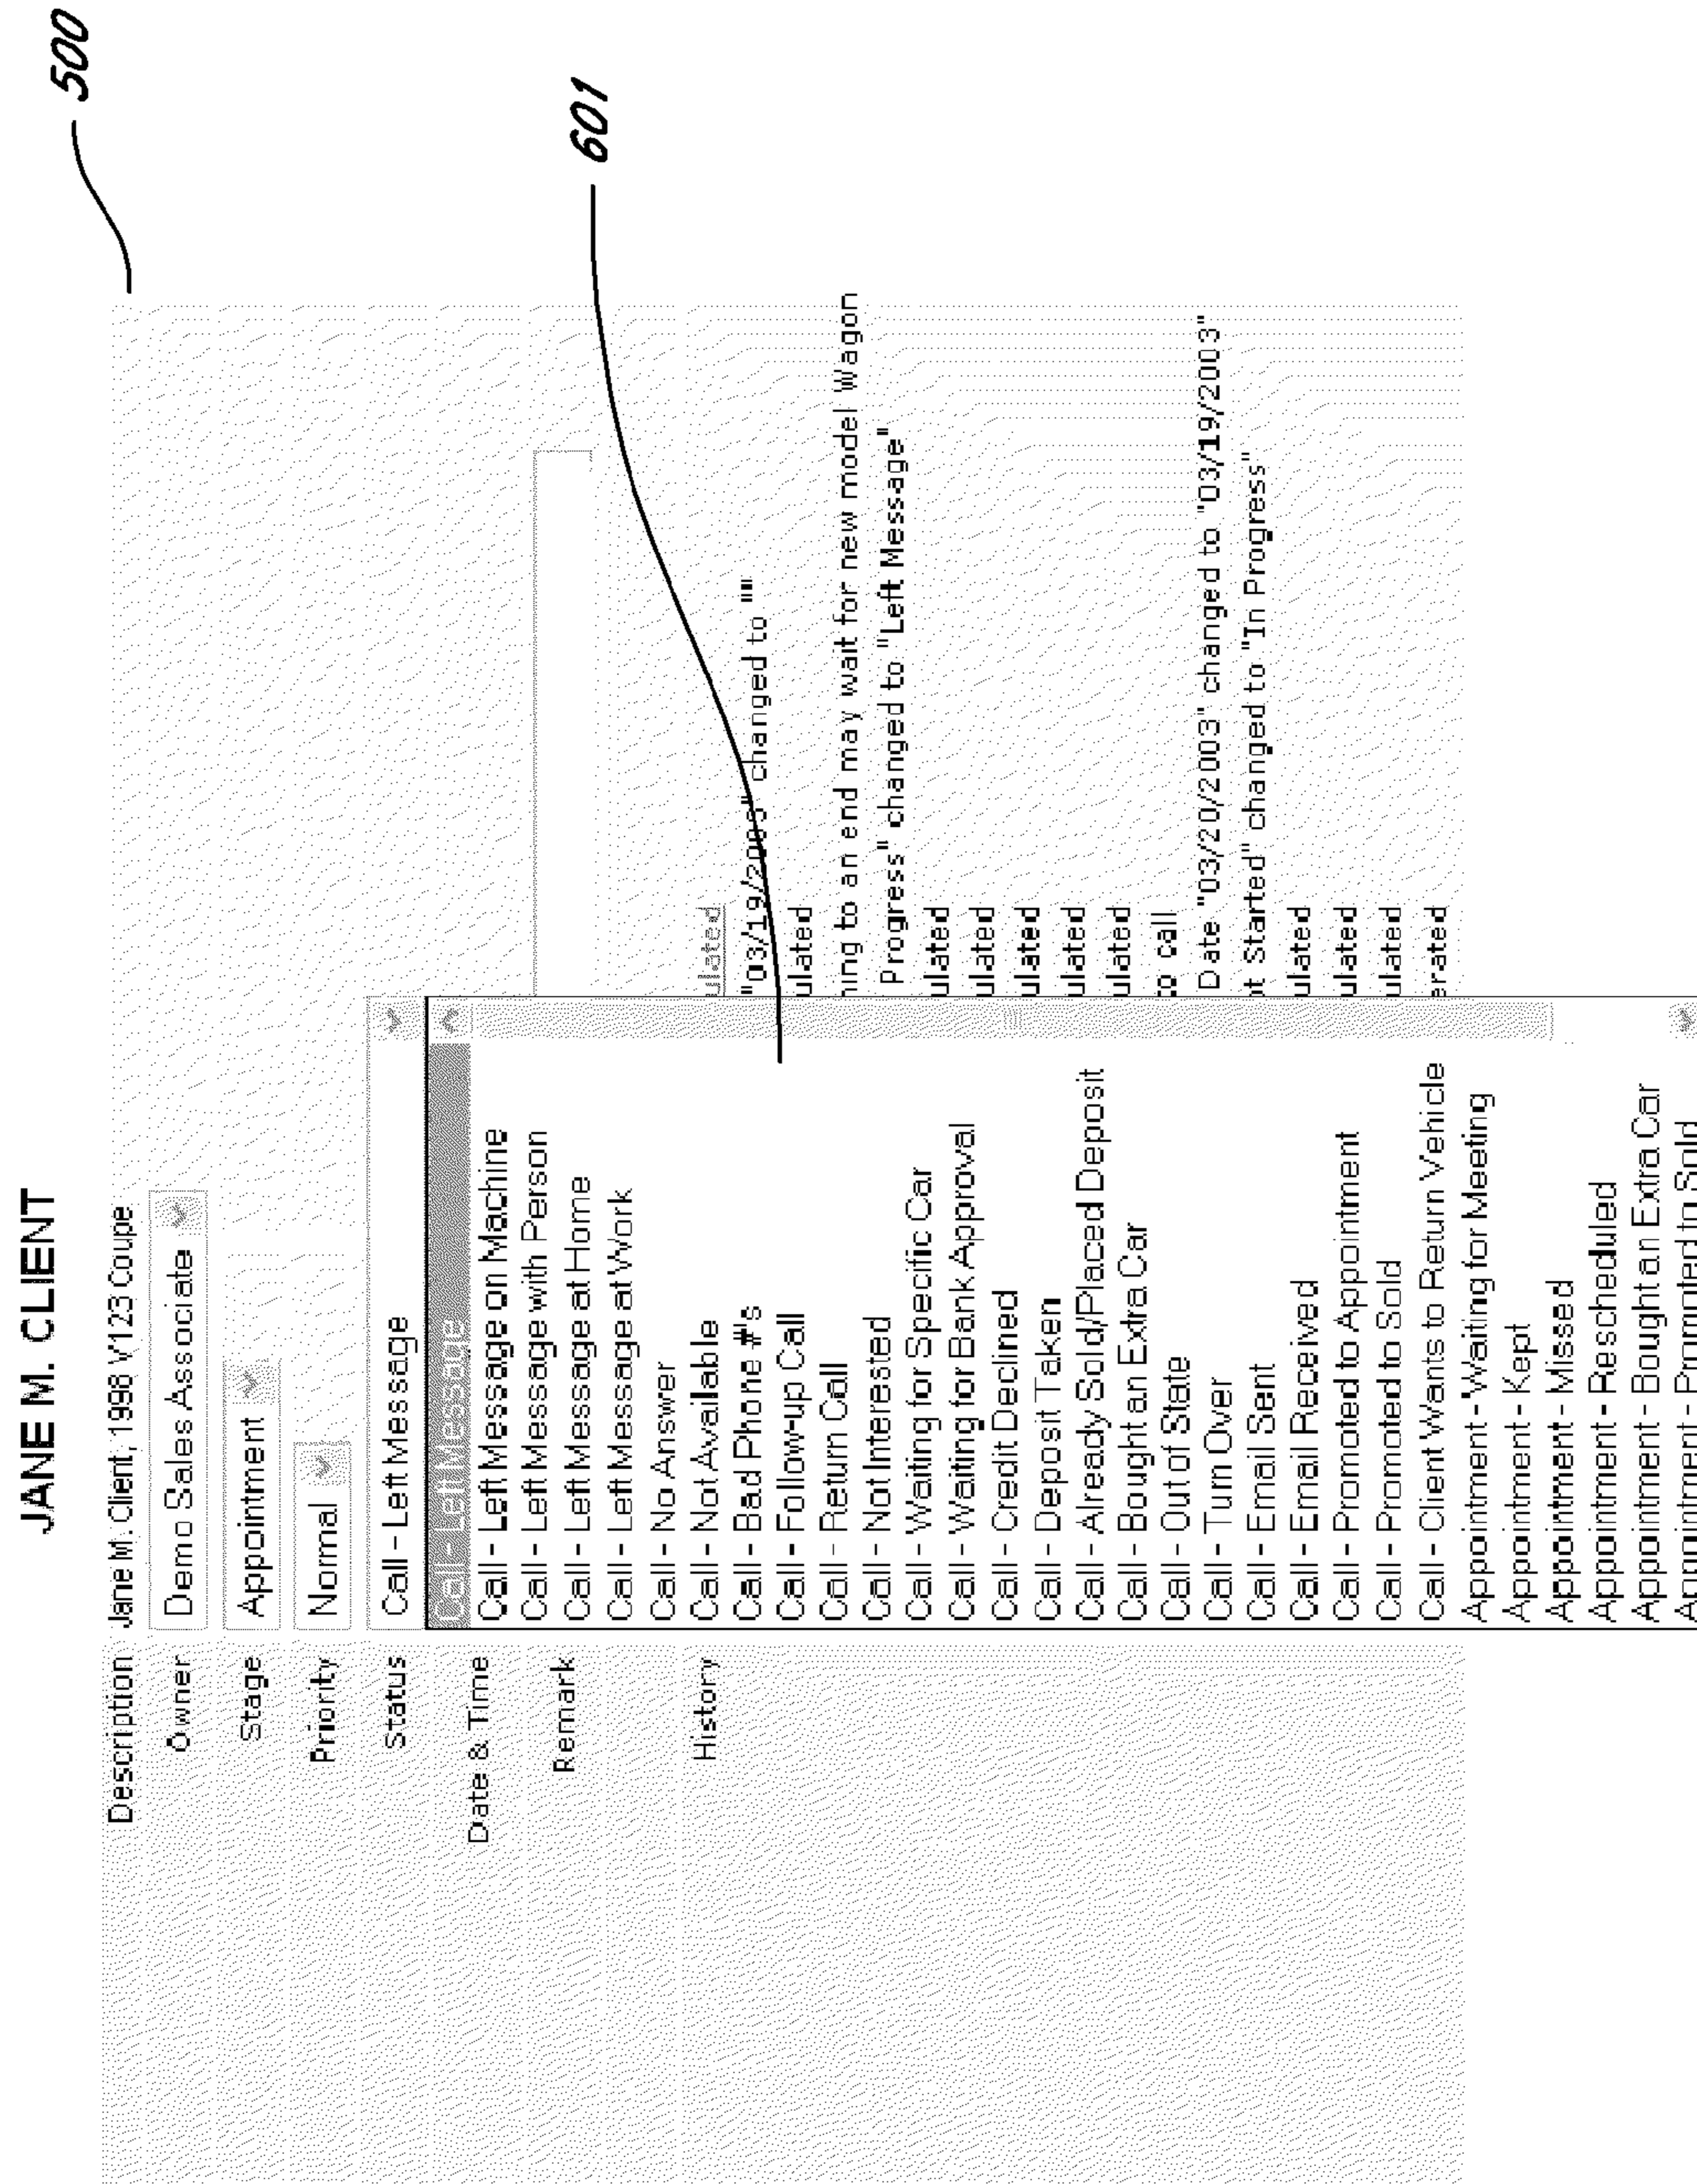 JANE M. CLIENT
500
Description Jane M. Client, 1998 V123 Coupe
Owner Demo Sales Associate
Stage Appointment
Priority Normal
Status Call - Left Message
Date & Time
Remark
History
601
Call - Left Message
Call - Left Message on Machine
Call - Left Message with Person
Call - Left Message at Home
Call - Left Message at Work
Call - No Answer
Call - Not Available
Call - Bad Phone #'s
Call - Follow-up Call
Call - Return Call
Call - Not Interested
Call - Waiting for Specific Car
Call - Waiting for Bank Approval
Call - Credit Declined
Call - Deposit Taken
Call - Already Sold/Placed Deposit
Call - Bought an Extra Car
Call - Out of State
Call - Turn Over
Call - Email Sent
Call - Email Received
Call - Promoted to Appointment
Call - Promoted to Sold
Call - Client Wants to Return Vehicle
Appointment - Waiting for Meeting
Appointment - Kept
Appointment - Missed
Appointment - Rescheduled
Appointment - Bought an Extra Car
Appointment - Promoted to Sold
ulated
"03/19/2003" changed to ""
ulated
ning to an end may wait for new model Wagon
Progress" changed to "Left Message"
ulated
ulated
ulated
ulated
ulated
to call
Date "03/20/2003" changed to "03/19/2003"
ot Started" changed to "In Progress"
ulated
ulated
ulated
erated